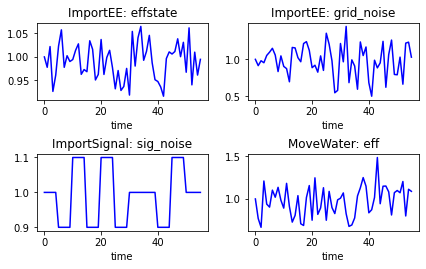 ImportEE: effstate
ImportEE: grid_noise
1.05
1.00
0.95
0 20 40
time
1.0
0.5
0 20 40
time
ImportSignal: sig_noise
MoveWater: eff
1.1
1.0
0.9
0 20 40
time
1.5
1.0
0 20 40
time